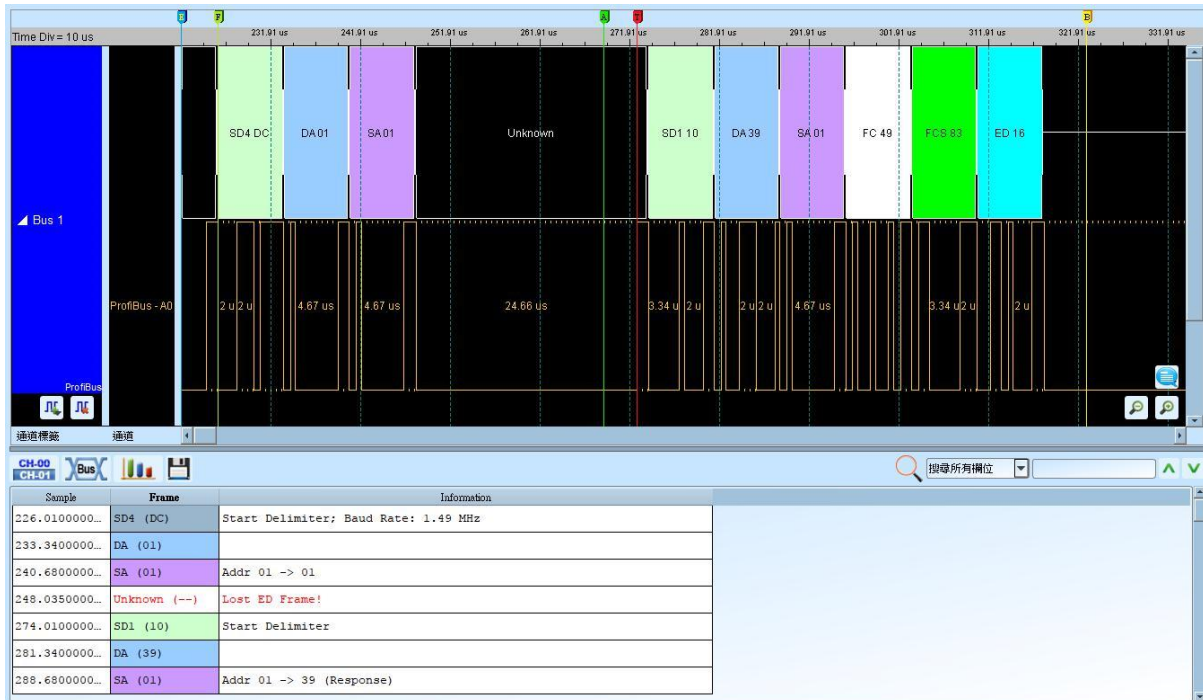 E F A T B
Time Div = 10 us 231.91 us 241.91 us 251.91 us 261.91 us 271.91 us 281.91 us 291.91 us 301.91 us 311.91 us 321.91 us 331.91 us
SD4 DC DA 01 SA 01 Unknown SD1 10 DA 39 SA 01 FC 49 FCS 83 ED 16
Bus 1
ProfiBus - A0 2 u 2 u 4.67 us 4.67 us 24.66 us 3.34 u 2 u 2 u 2 u 4.67 us 3.34 u 2 u 2 u
ProfiBus
通道標籤 通道
CH-00
CH-01 Bus 搜尋所有欄位
Sample Frame Information
226.0100000... SD4 (DC) Start Delimiter; Baud Rate: 1.49 MHz
233.3400000... DA (01)
240.6800000... SA (01) Addr 01 -> 01
248.0350000... Unknown (--) Lost ED Frame!
274.0100000... SD1 (10) Start Delimiter
281.3400000... DA (39)
288.6800000... SA (01) Addr 01 -> 39 (Response)